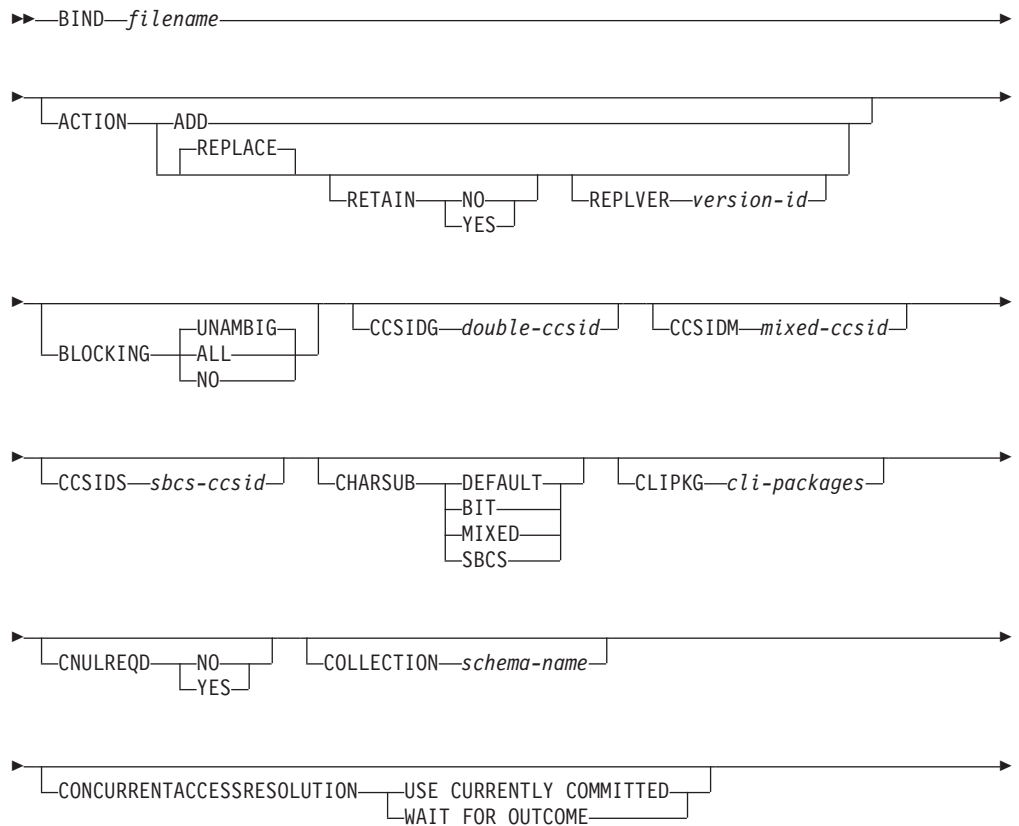 BIND filename
ACTION ADD
REPLACE
RETAIN NO REPLVER version-id
YES
UNAMBIG CCSIDG double-ccsid CCSIDM mixed-ccsid
BLOCKING ALL
NO
CCSIDS sbcs-ccsid CHARSUB DEFAULT CLIPKG cli-packages
BIT
MIXED
SBCS
CNULREQD NO COLLECTION schema-name
YES
CONCURRENTACCESSRESOLUTION USE CURRENTLY COMMITTED
WAIT FOR OUTCOME